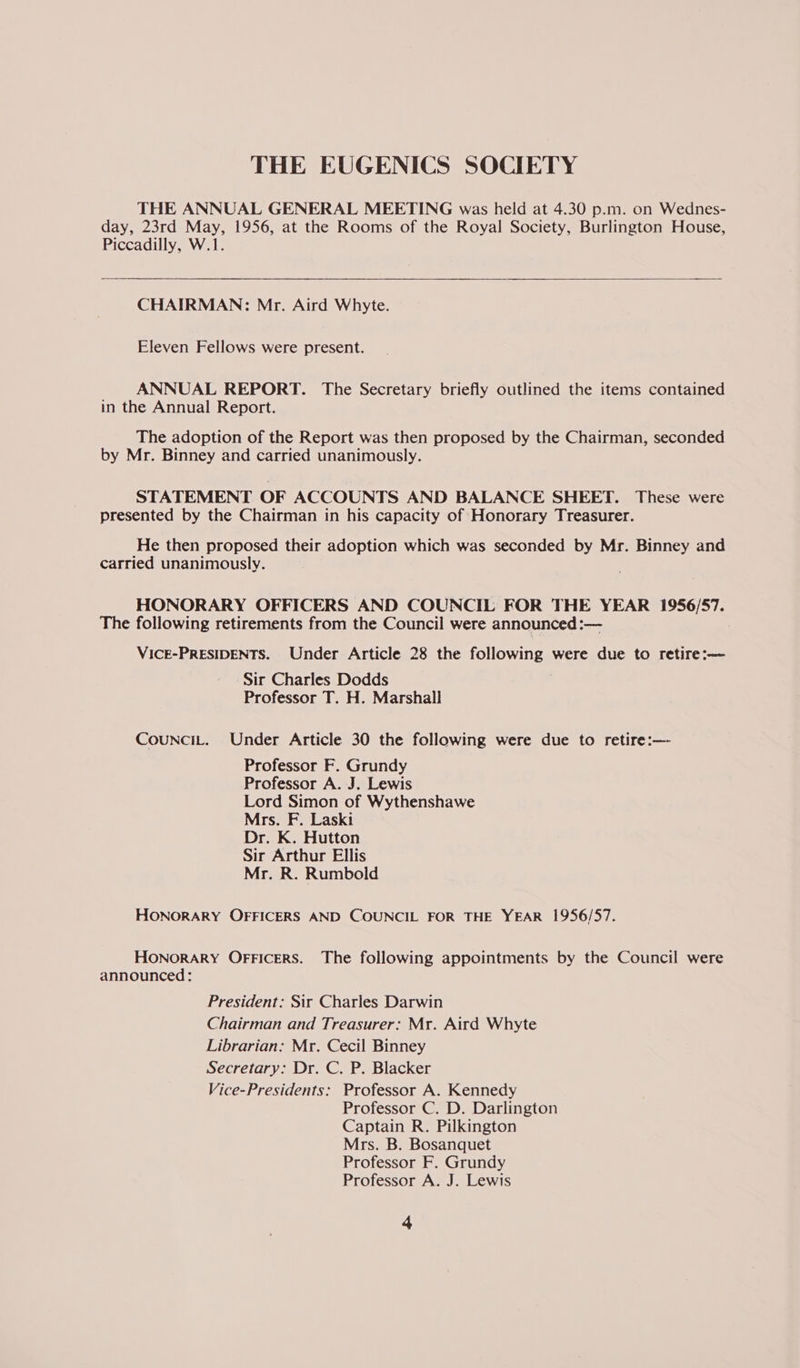 THE EUGENICS SOCIETY
THE ANNUAL GENERAL MEETING was held at 4.30 p.m. on Wednes-
day, 23rd May, 1956, at the Rooms of the Royal Society, Burlington House,
Piccadilly, W.1.
CHAIRMAN: Mr. Aird Whyte.
Eleven Fellows were present.
ANNUAL REPORT. The Secretary briefly outlined the items contained
in the Annual Report.
The adoption of the Report was then proposed by the Chairman, seconded
by Mr. Binney and carried unanimously.
STATEMENT OF ACCOUNTS AND BALANCE SHEET. These were
presented by the Chairman in his capacity of Honorary Treasurer.
He then proposed their adoption which was seconded by Mr. Binney and
carried unanimously.
HONORARY OFFICERS AND COUNCIL FOR THE YEAR 1956/57.
The following retirements from the Council were announced:—
VICE-PRESIDENTS. Under Article 28 the following were due to retire:—
Sir Charles Dodds
Professor T. H. Marshall
COUNCIL. Under Article 30 the following were due to retire:—
Professor F. Grundy
Professor A. J. Lewis
Lord Simon of Wythenshawe
Mrs. F. Laski
Dr. K. Hutton
Sir Arthur Ellis
Mr. R. Rumbold
HONORARY OFFICERS AND COUNCIL FOR THE YEAR 1956/57.
HONORARY OFFICERS. The following appointments by the Council were
announced:
President: Sir Charles Darwin
Chairman and Treasurer: Mr. Aird Whyte
Librarian: Mr. Cecil Binney
Secretary: Dr. C. P. Blacker
Vice-Presidents: Professor A. Kennedy
Professor C. D. Darlington
Captain R. Pilkington
Mrs. B. Bosanquet
Professor F. Grundy
Professor A. J. Lewis
4